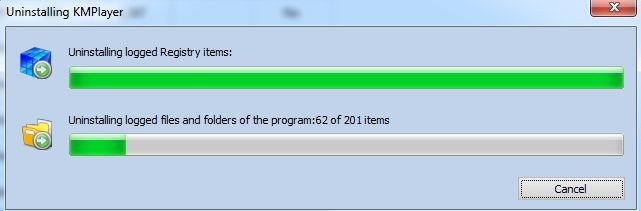 Uninstalling KMPlayer
Uninstalling logged Registry items:
Uninstalling logged files and folders of the program:62 of 201 items
Cancel